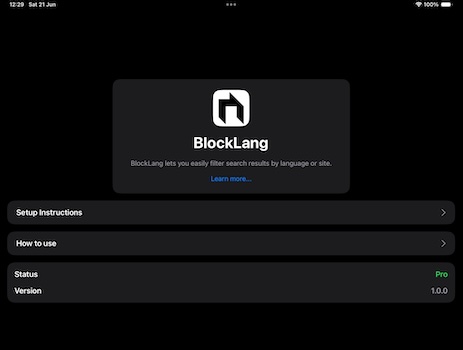 12:29 Sat 21 Jun 100%
BlockLang
BlockLang lets you easily filter search results by language or site.
Learn more...
Setup Instructions
How to use
Status Pro
Version 1.0.0